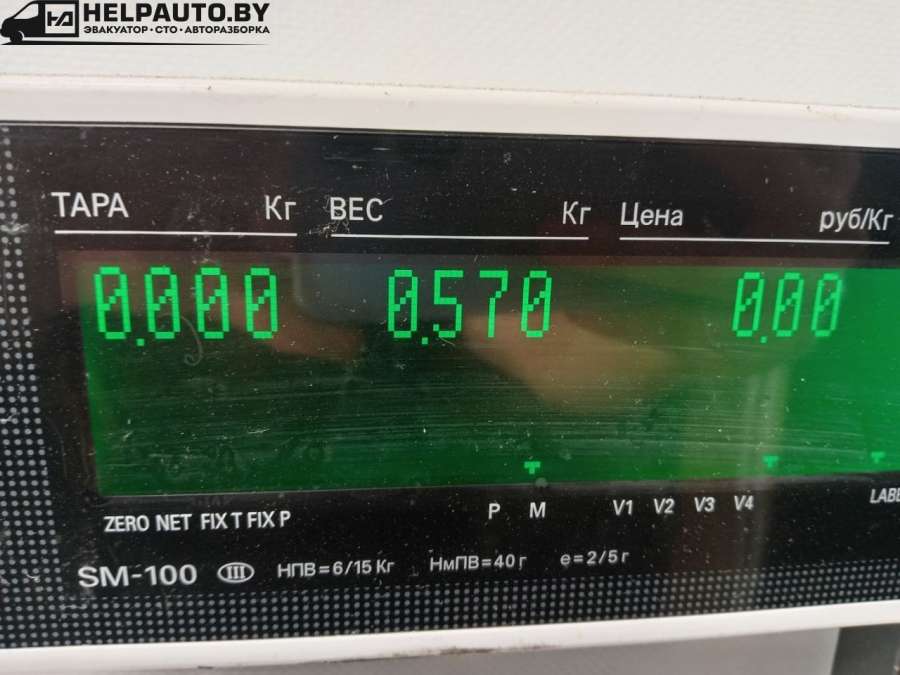 HELPAUTO.BY
ЭВАКУАТОР · СТО · АВТОРАЗБОРКА
ТАРА Кг ВЕС Кг Цена руб/Кг
0.000 0.570 0.00
ZERO NET FIX T FIX P P M V1 V2 V3 V4
SM-100 III НПВ=6/15 Кг НмПВ=40 г e=2/5 г